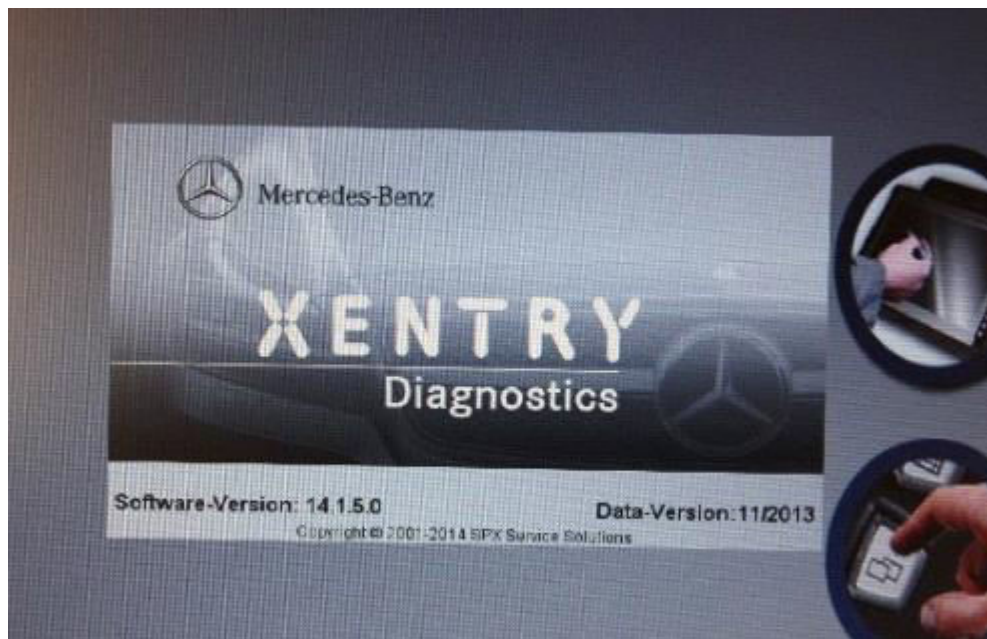 Mercedes-Benz
XENTRY
Diagnostics
Software-Version: 14.1.5.0
Data-Version:11/2013
Copyright © 2001-2014 SPX Service Solutions